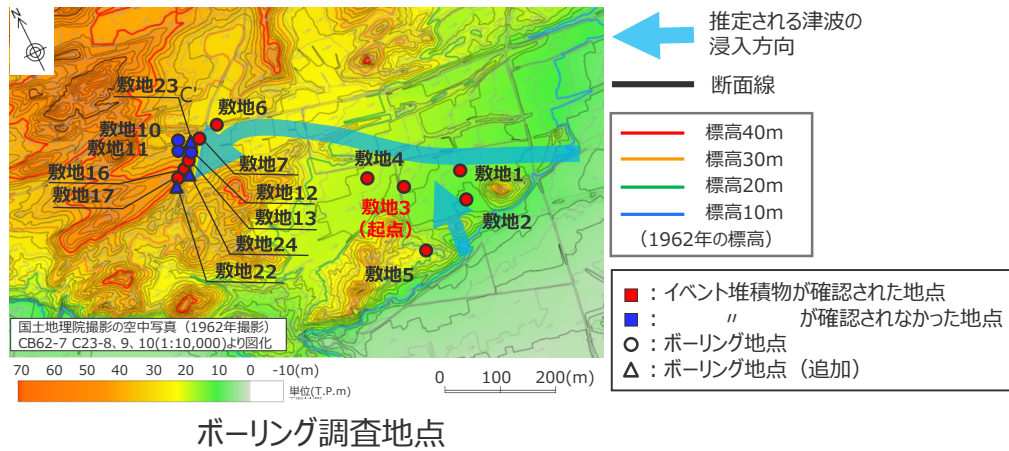 N
敷地23
C'
敷地6
敷地10
敷地11
敷地16
敷地17
敷地7
敷地12
敷地13
敷地24
敷地22
敷地4
敷地3
(起点)
敷地1
敷地2
敷地5
国土地理院撮影の空中写真(1962年撮影)
CB62-7 C23-8、9、10(1:10,000)より図化
70 60 50 40 30 20 10 0 -10(m)
単位(T.P.m)
0 100 200(m)
推定される津波の
浸入方向
断面線
標高40m
標高30m
標高20m
標高10m
(1962年の標高)
■:イベント堆積物が確認された地点
■: 〃 が確認されなかった地点
○:ボーリング地点
△:ボーリング地点(追加)
ボーリング調査地点